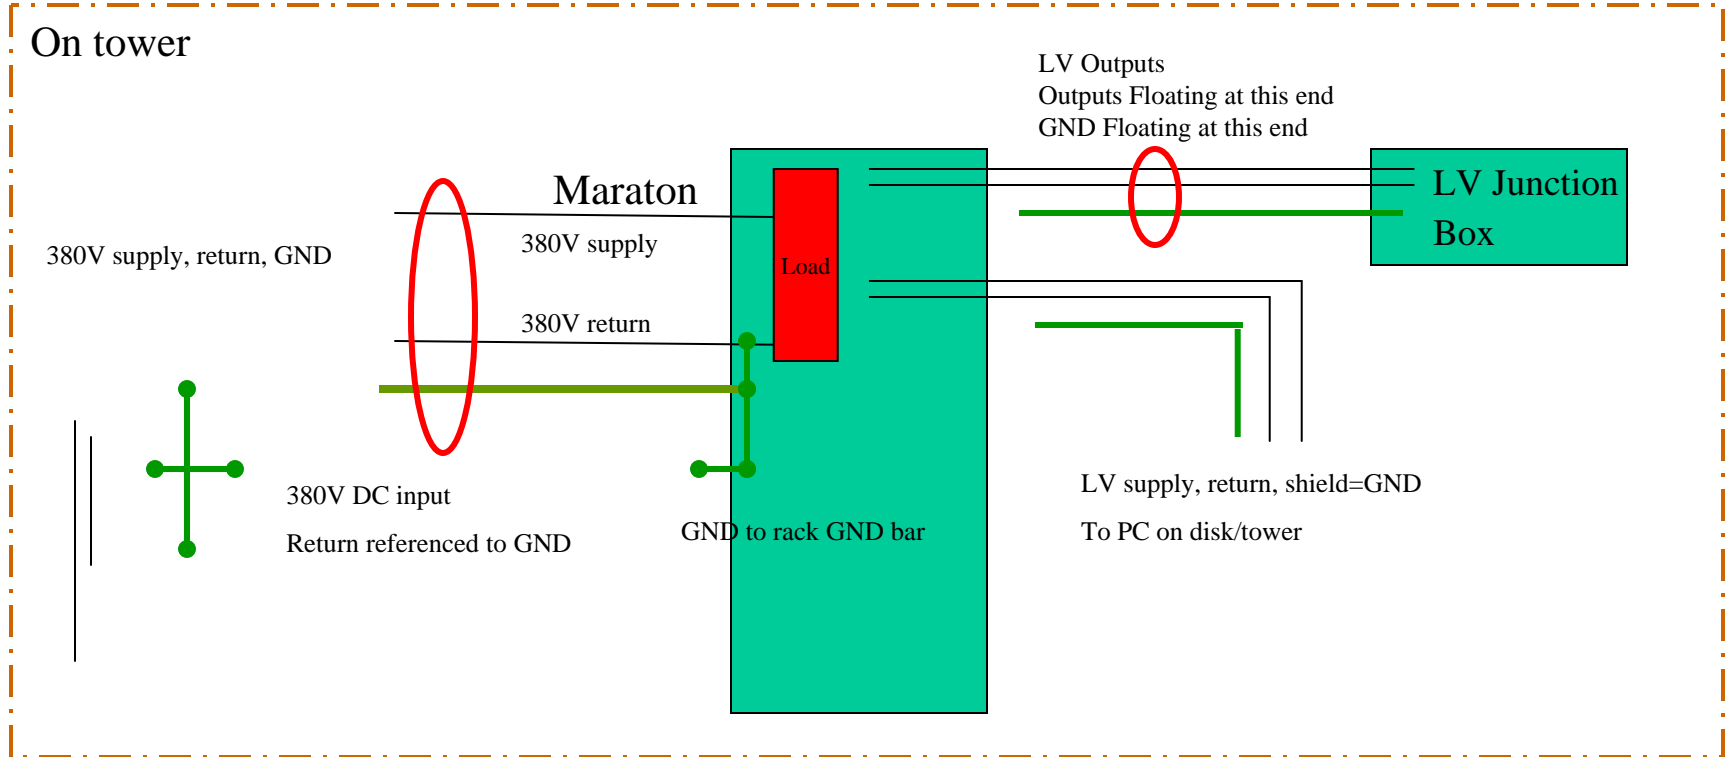 On tower
LV Outputs
Outputs Floating at this end
GND Floating at this end
Maraton
LV Junction
Box
380V supply
380V supply, return, GND
Load
380V return
380V DC input
Return referenced to GND
GND to rack GND bar
LV supply, return, shield=GND
To PC on disk/tower